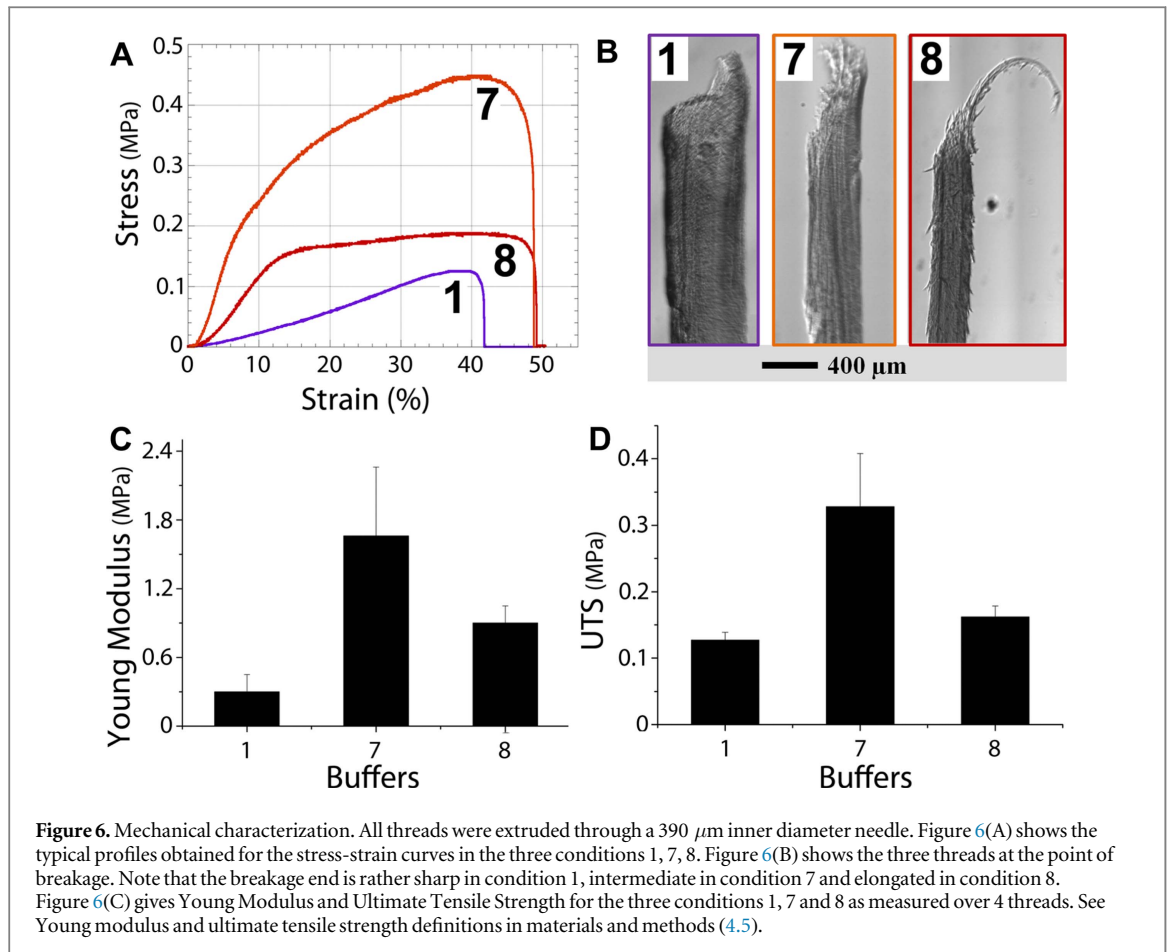 A
Stress (MPa)
0.5
0.4
0.3
0.2
0.1
0
7
8
1
0 10 20 30 40 50
Strain (%)
B
1 7 8
400 μm
C
Young Modulus (MPa)
2.4
1.8
1.2
0.6
0
1 7 8
Buffers
D
UTS (MPa)
0.4
0.3
0.2
0.1
0
1 7 8
Buffers
Figure 6. Mechanical characterization. All threads were extruded through a 390 μm inner diameter needle. Figure 6(A) shows the
typical profiles obtained for the stress-strain curves in the three conditions 1, 7, 8. Figure 6(B) shows the three threads at the point of
breakage. Note that the breakage end is rather sharp in condition 1, intermediate in condition 7 and elongated in condition 8.
Figure 6(C) gives Young Modulus and Ultimate Tensile Strength for the three conditions 1, 7 and 8 as measured over 4 threads. See
Young modulus and ultimate tensile strength definitions in materials and methods (4.5).